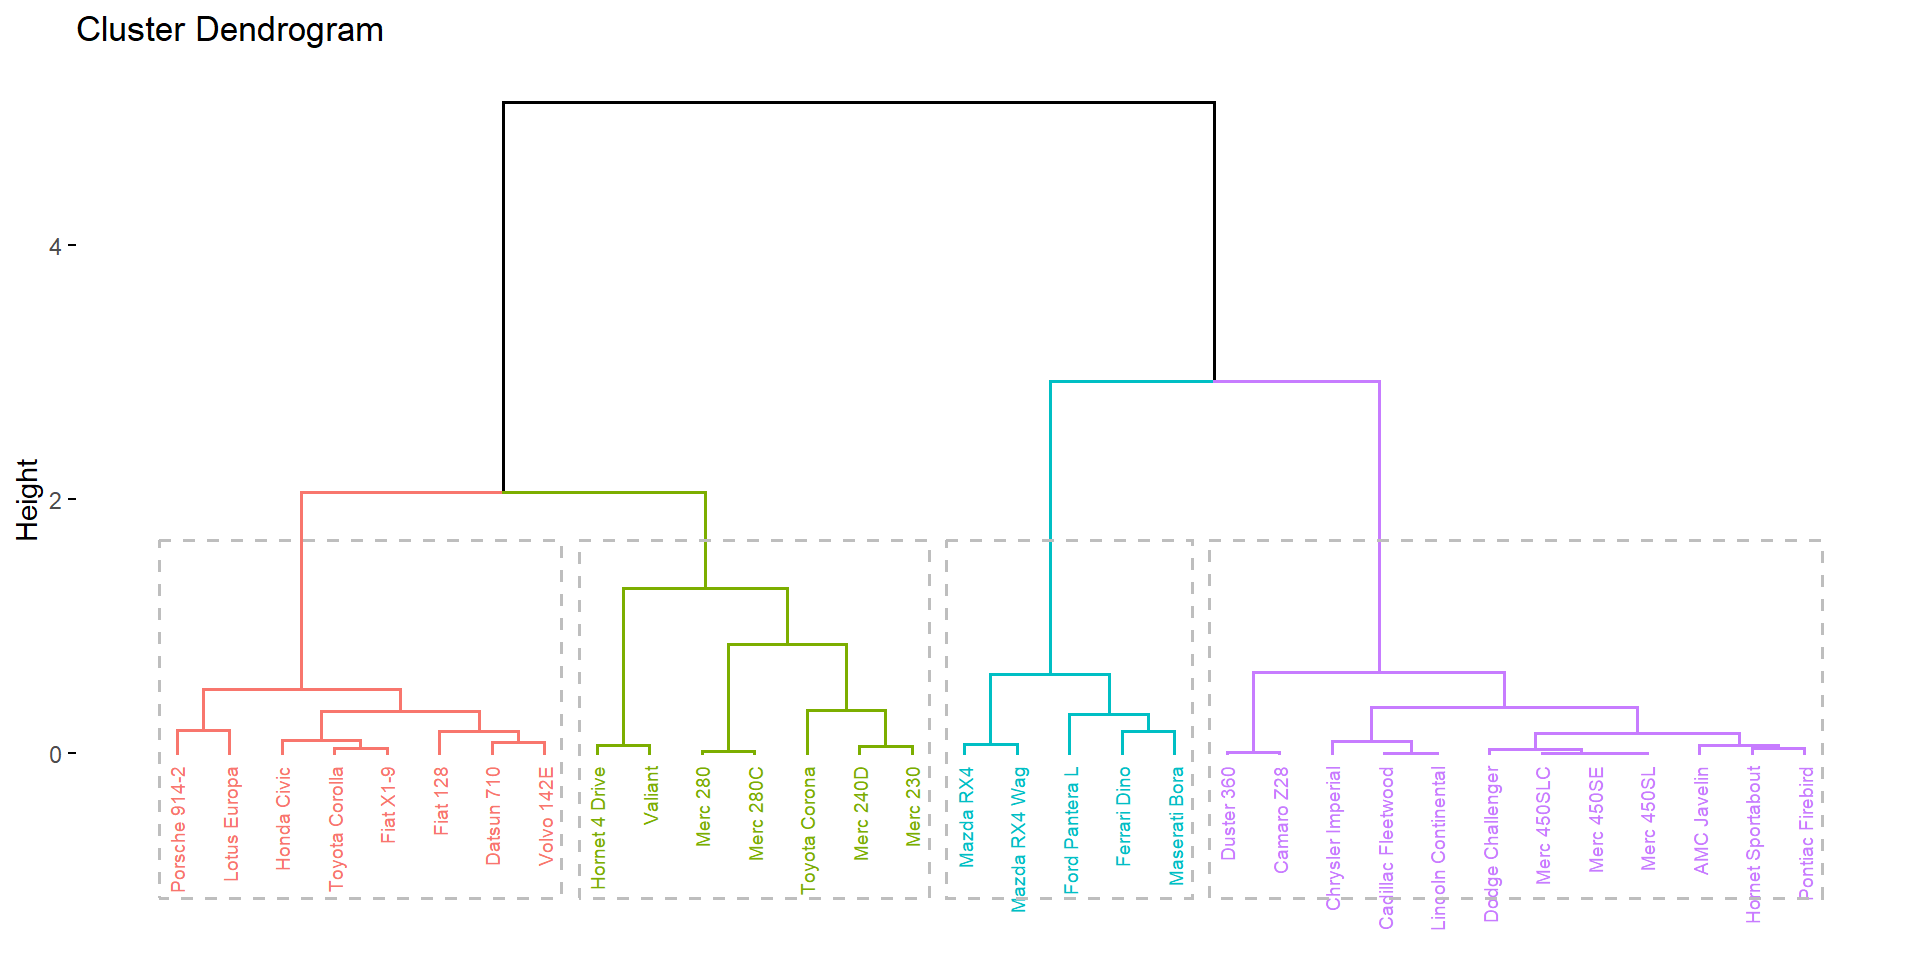 Cluster Dendrogram
Height
4
2
0
Porsche 914-2
Lotus Europa
Honda Civic
Toyota Corolla
Fiat X1-9
Fiat 128
Datsun 710
Volvo 142E
Hornet 4 Drive
Valiant
Merc 280
Merc 280C
Toyota Corona
Merc 240D
Merc 230
Mazda RX4
Mazda RX4 Wag
Ford Pantera L
Ferrari Dino
Maserati Bora
Duster 360
Camaro Z28
Chrysler Imperial
Cadillac Fleetwood
Lincoln Continental
Dodge Challenger
Merc 450SLC
Merc 450SE
Merc 450SL
AMC Javelin
Hornet Sportabout
Pontiac Firebird